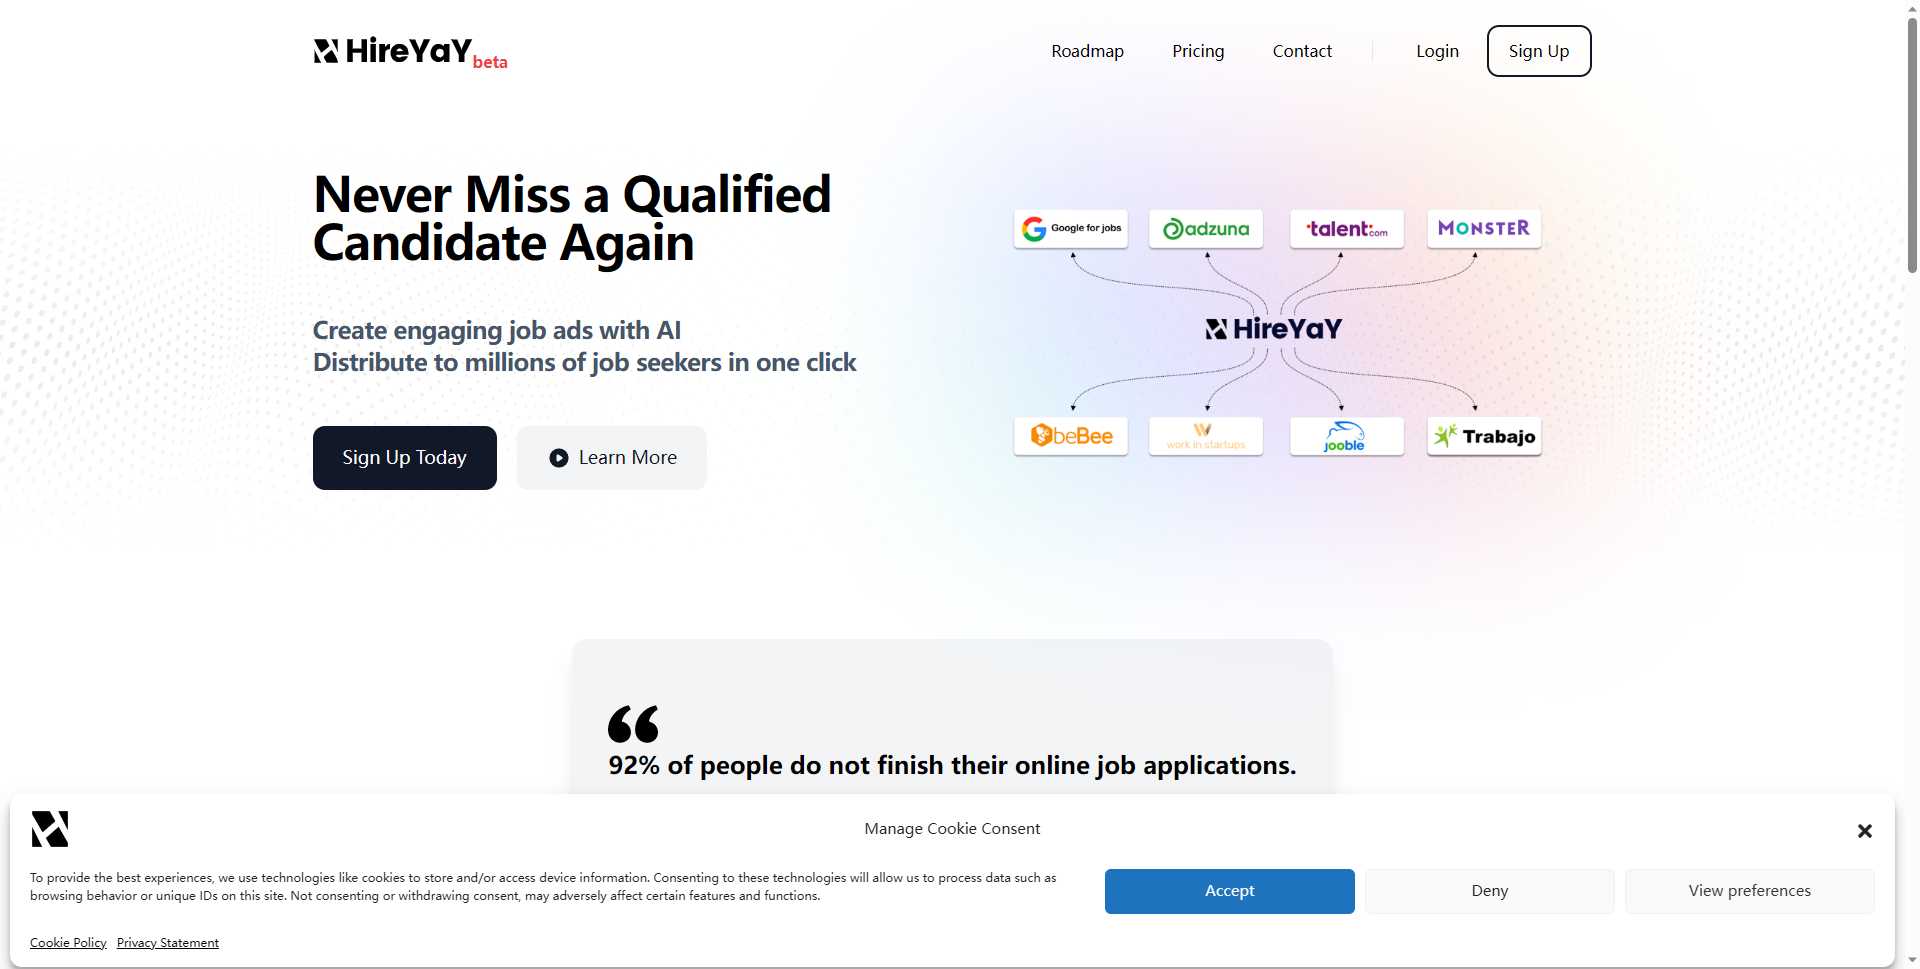 HireYaY beta
Roadmap
Pricing
Contact
Login
Sign Up
Never Miss a Qualified
Candidate Again
Create engaging job ads with AI
Distribute to millions of job seekers in one click
Sign Up Today
Learn More
Google for jobs
adzuna
talent.com
MONSTER
HireYaY
beBee
work in startups
jooble
Trabajo
92% of people do not finish their online job applications.
Manage Cookie Consent
To provide the best experiences, we use technologies like cookies to store and/or access device information. Consenting to these technologies will allow us to process data such as
browsing behavior or unique IDs on this site. Not consenting or withdrawing consent, may adversely affect certain features and functions.
Accept
Deny
View preferences
Cookie Policy
Privacy Statement